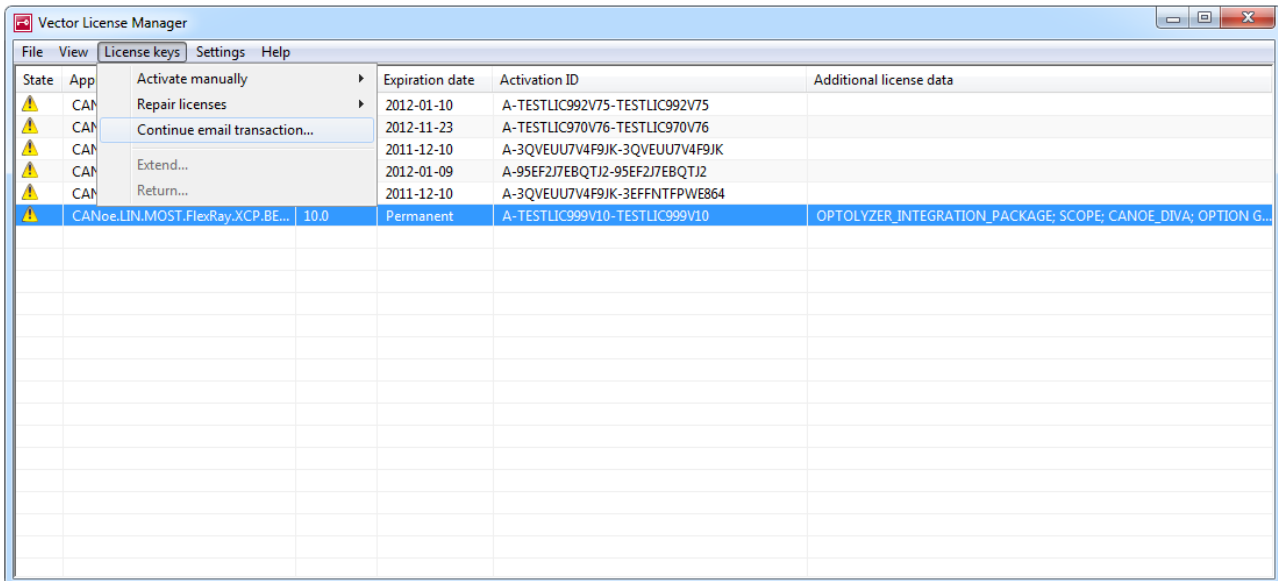 Vector License Manager
File View License keys Settings Help
State App Expiration date Activation ID Additional license data
Activate manually
Repair licenses
Continue email transaction...
Extend...
Return...
CAN 2012-01-10 A-TESTLIC992V75-TESTLIC992V75
CAN 2012-11-23 A-TESTLIC970V76-TESTLIC970V76
CAN 2011-12-10 A-3QVEUU7V4F9JK-3QVEUU7V4F9JK
CAN 2012-01-09 A-95EF2J7EBQTJ2-95EF2J7EBQTJ2
CAN 2011-12-10 A-3QVEUU7V4F9JK-3EFFNTFPWE864
CANoe.LIN.MOST.FlexRay.XCP.BE... 10.0 Permanent A-TESTLIC999V10-TESTLIC999V10 OPTOLYZER_INTEGRATION_PACKAGE; SCOPE; CANOE_DIVA; OPTION G...